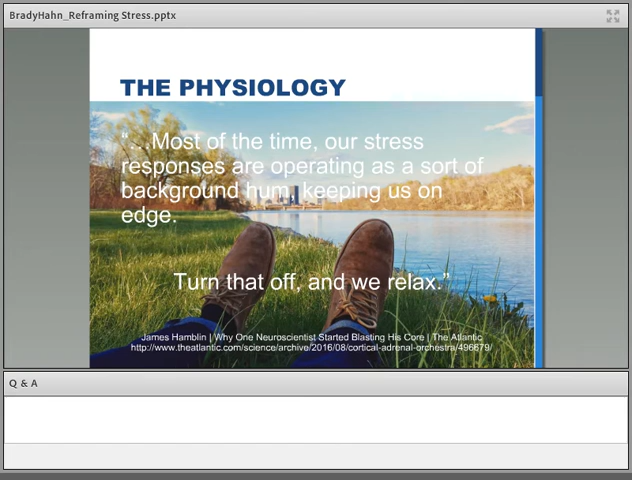 BradyHahn_Reframing Stress.pptx
THE PHYSIOLOGY
“…Most of the time, our stress
responses are operating as a sort of
background hum, keeping us on
edge.
Turn that off, and we relax.”
James Hamblin | Why One Neuroscientist Started Blasting His Core | The Atlantic
http://www.theatlantic.com/science/archive/2016/08/cortical-adrenal-orchestra/496679/
Q & A